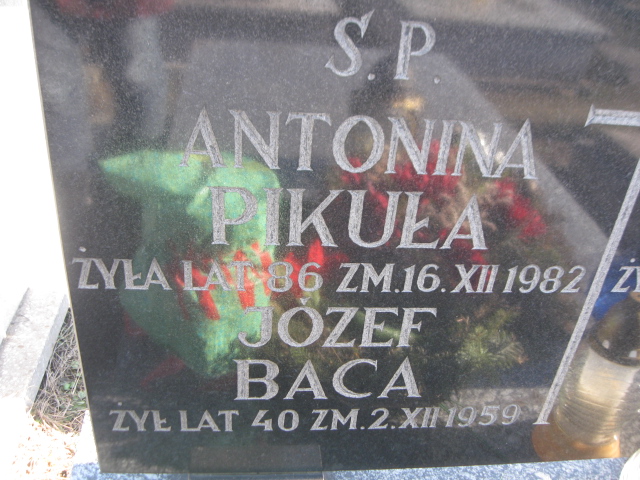 S.P.
ANTONINA
PIKUŁA
ŻYŁA LAT 86 ZM.16.XII 1982
JÓZEF
BACA
ŻYŁ LAT 40 ZM.2.XII 1959